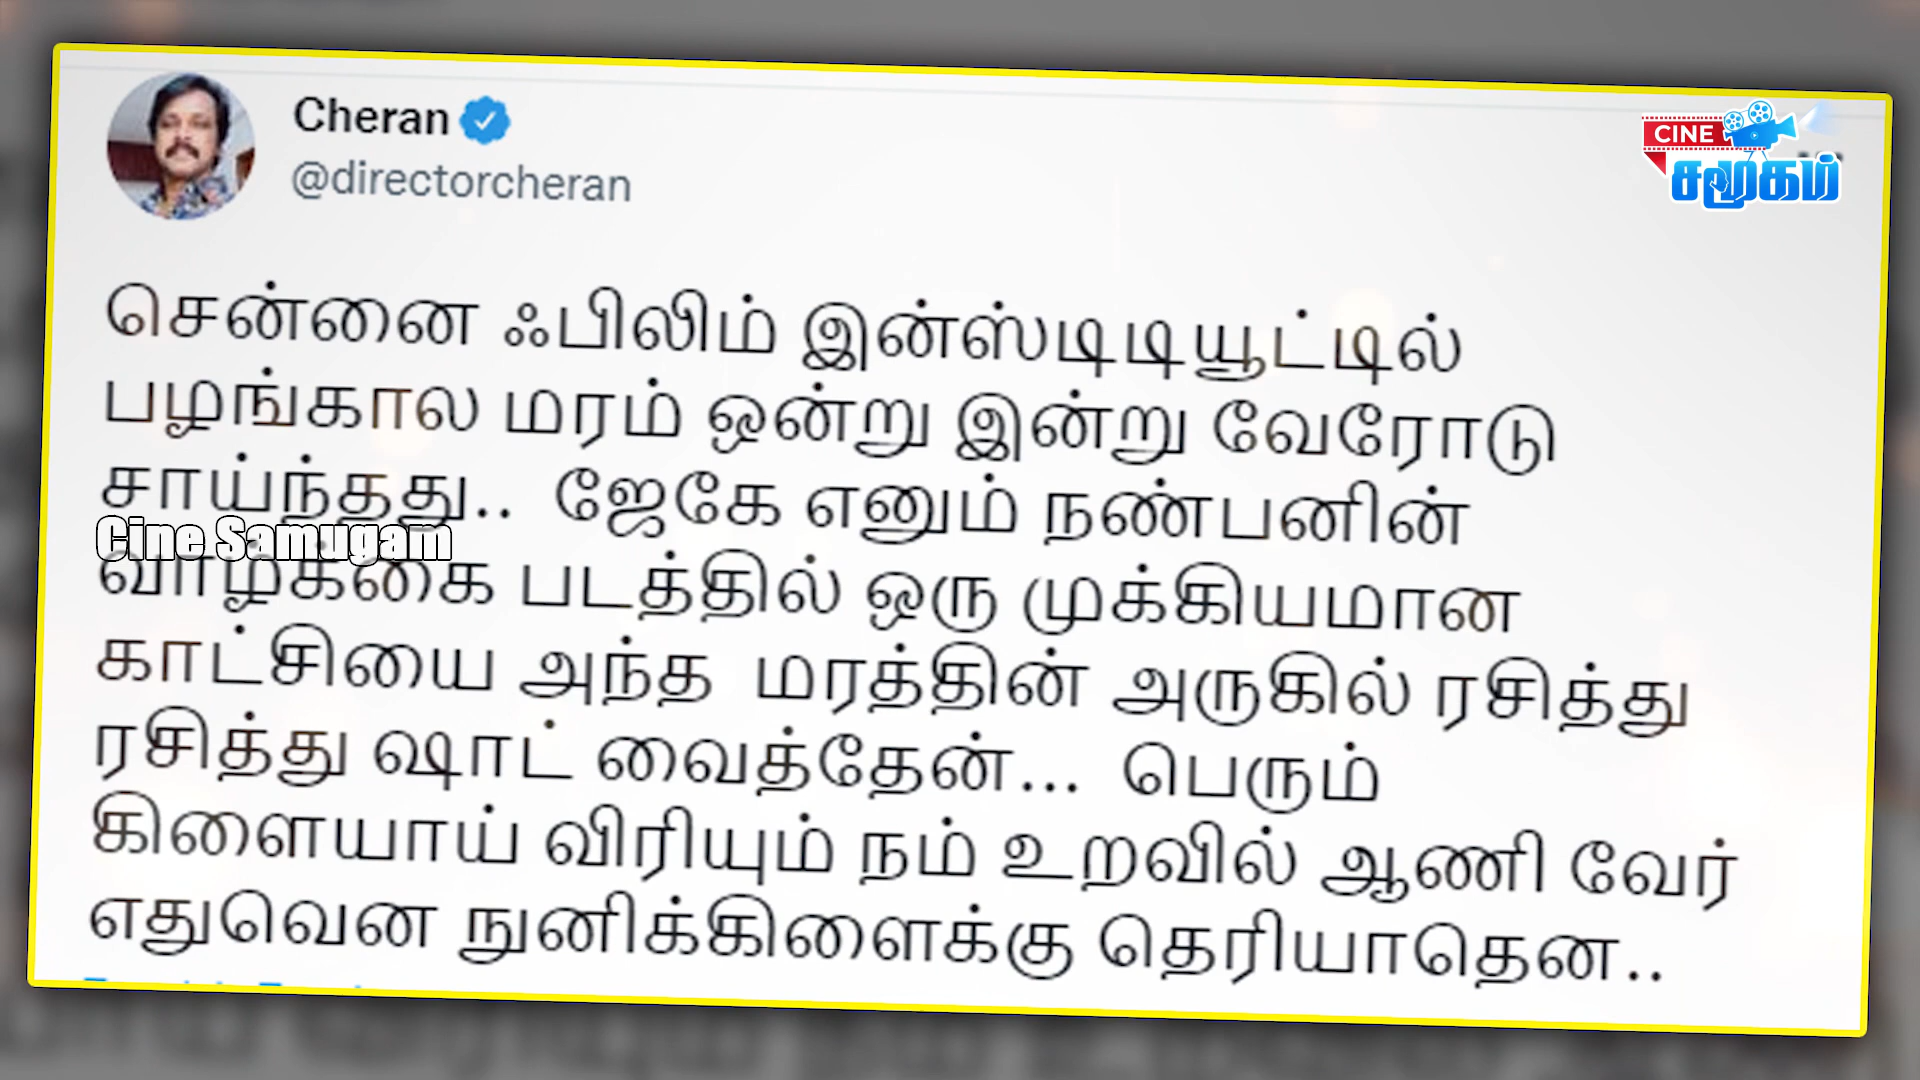 Cheran
@directorcheran
CINE
சமூகம்
சென்னை ஃபிலிம் இன்ஸ்டிடியூட்டில்
பழங்கால மரம் ஒன்று இன்று வேரோடு
சாய்ந்தது.. ஜேகே எனும் நண்பனின்
Cine Samugam
வாழ்க்கை படத்தில் ஒரு முக்கியமான
காட்சியை அந்த மரத்தின் அருகில் ரசித்து
ரசித்து ஷாட் வைத்தேன்... பெரும்
கிளையாய் விரியும் நம் உறவில் ஆணி வேர்
எதுவென நுனிக்கிளைக்கு தெரியாதென..